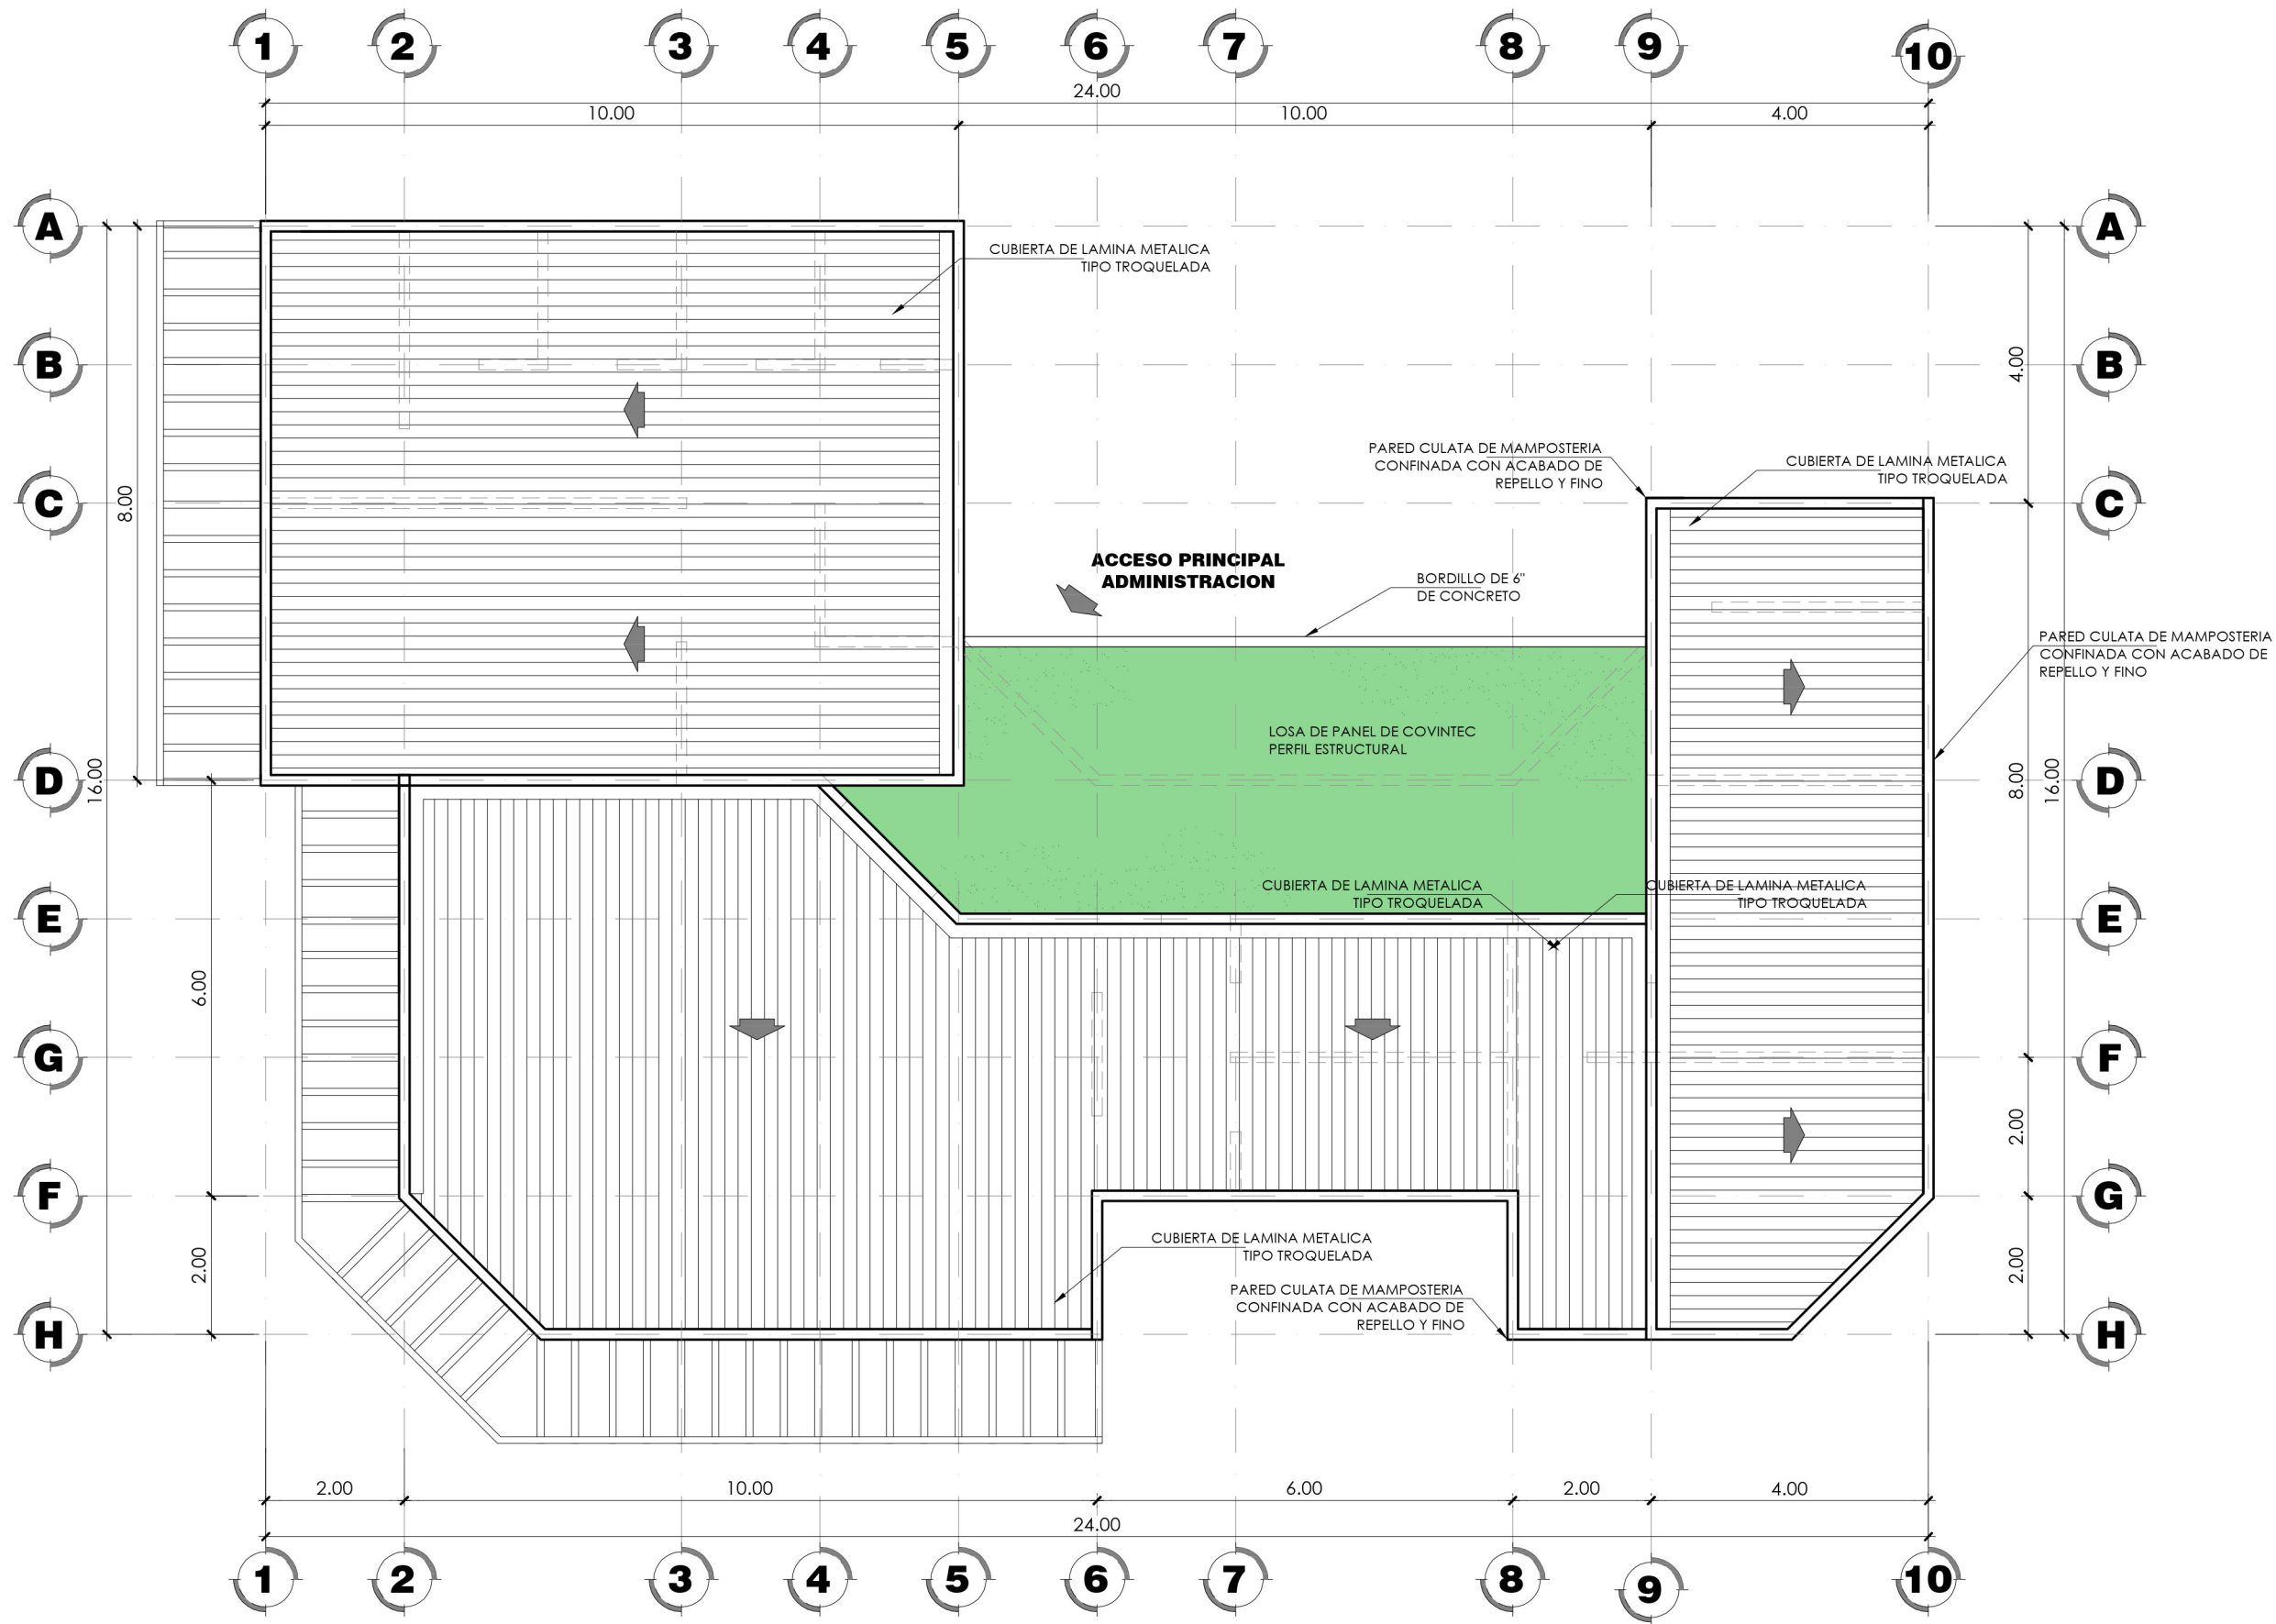 1 2 3 4 5 6 7 8 9 10
24.00
10.00 10.00 4.00
A A
CUBIERTA DE LAMINA METALICA
TIPO TROQUELADA
B B
4.00
PARED CULATA DE MAMPOSTERIA
CONFINADA CON ACABADO DE
REPELLO Y FINO
CUBIERTA DE LAMINA METALICA
TIPO TROQUELADA
C C
8.00
ACCESO PRINCIPAL
ADMINISTRACION
BORDILLO DE 6"
DE CONCRETO
PARED CULATA DE MAMPOSTERIA
CONFINADA CON ACABADO DE
REPELLO Y FINO
LOSA DE PANEL DE COVINTEC
PERFIL ESTRUCTURAL
D D
16.00 8.00 16.00
CUBIERTA DE LAMINA METALICA
TIPO TROQUELADA
CUBIERTA DE LAMINA METALICA
TIPO TROQUELADA
E E
6.00
G F
2.00
F G
CUBIERTA DE LAMINA METALICA
TIPO TROQUELADA
2.00 2.00
PARED CULATA DE MAMPOSTERIA
CONFINADA CON ACABADO DE
REPELLO Y FINO
H H
2.00 10.00 6.00 2.00 4.00
24.00
1 2 3 4 5 6 7 8 9 10